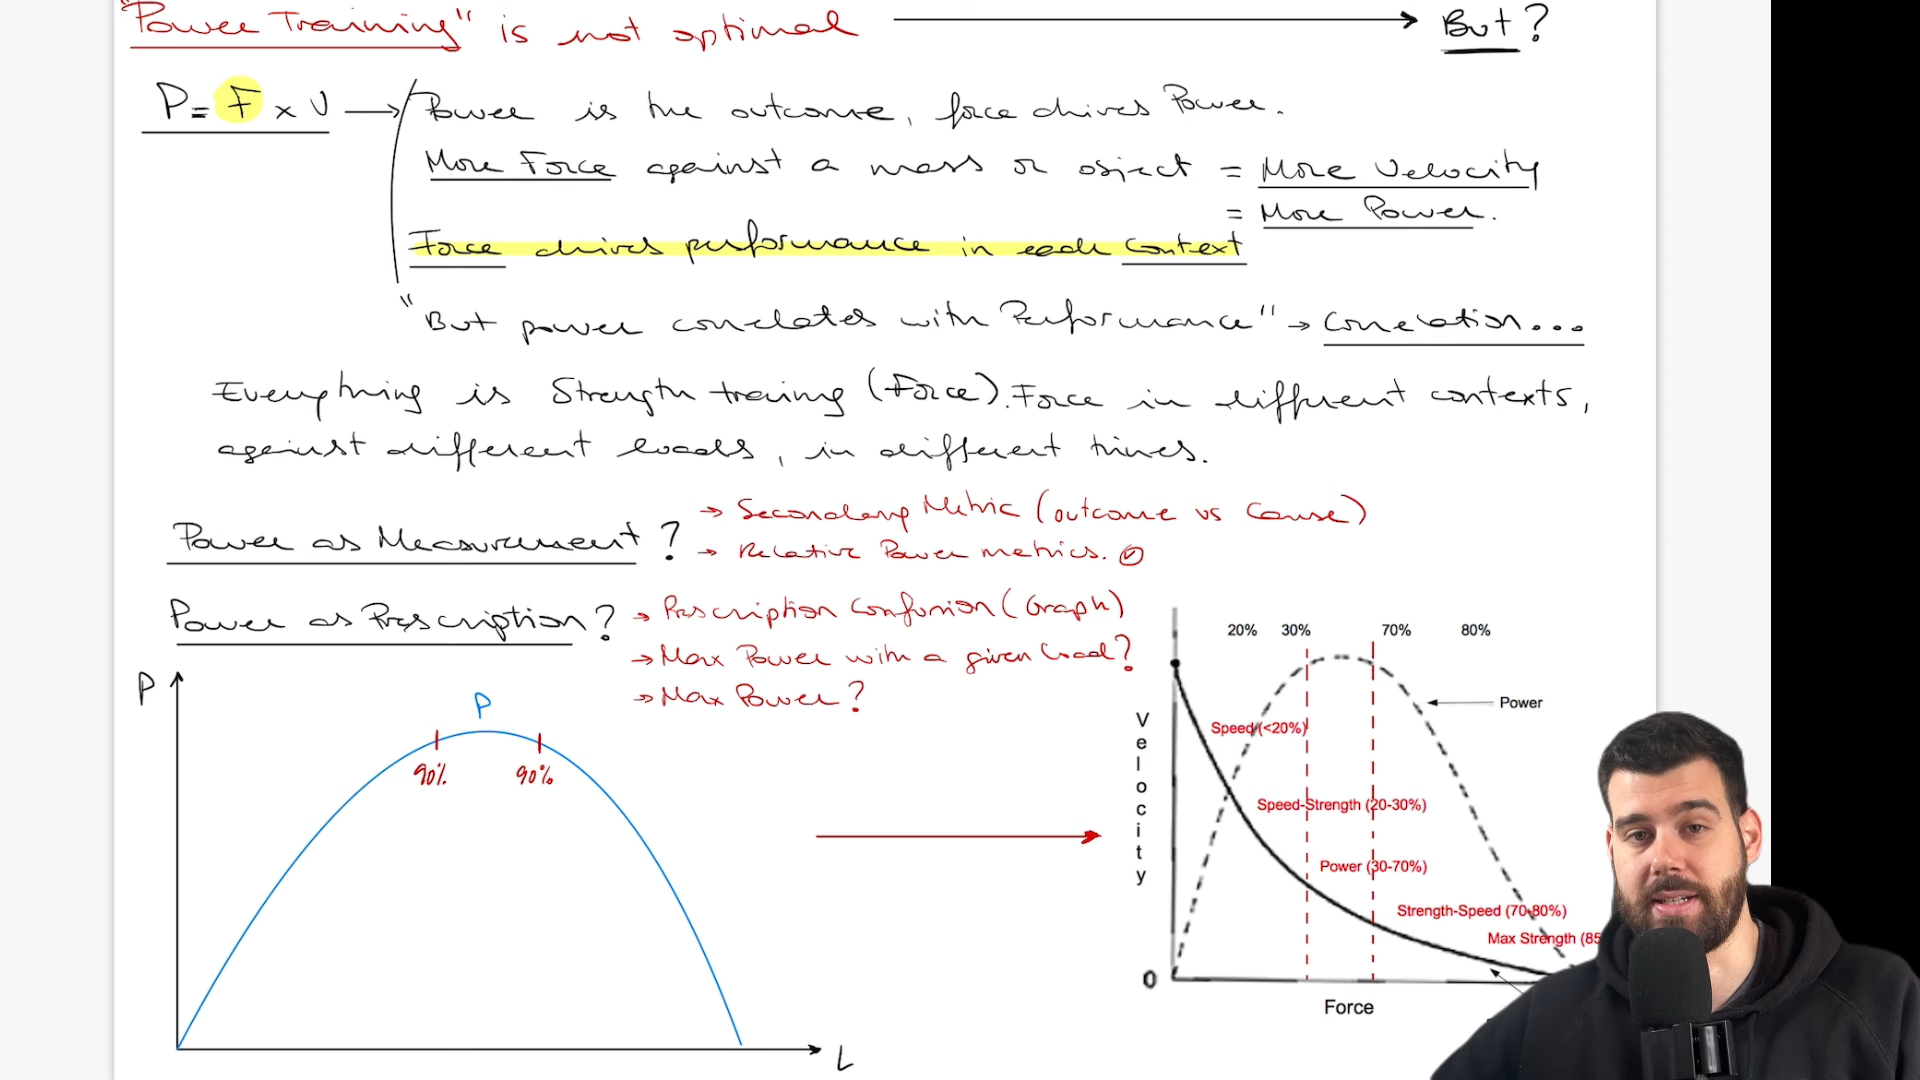 "Power Training" is not optimal → But?
P = F x V → Power is the outcome, force drives Power.
More Force against a mass or object = More Velocity
= More Power.
Force drives performance in each context
"But power correlates with Performance" → Correlation...
Everything is Strength training (Force). Force in different contexts,
against different loads, in different times.
Power as Measurement?
→ Secondary Metric (outcome vs cause)
→ Relative Power metrics.
Power as Prescription?
→ Prescription Confusion (Graph)
→ Max Power with a given Load?
→ Max Power?
P
P
90%
90%
L
20% 30% 70% 80%
Power
Velocity
Speed (<20%)
Speed-Strength (20-30%)
Power (30-70%)
Strength-Speed (70-80%)
Max Strength (85
0
Force